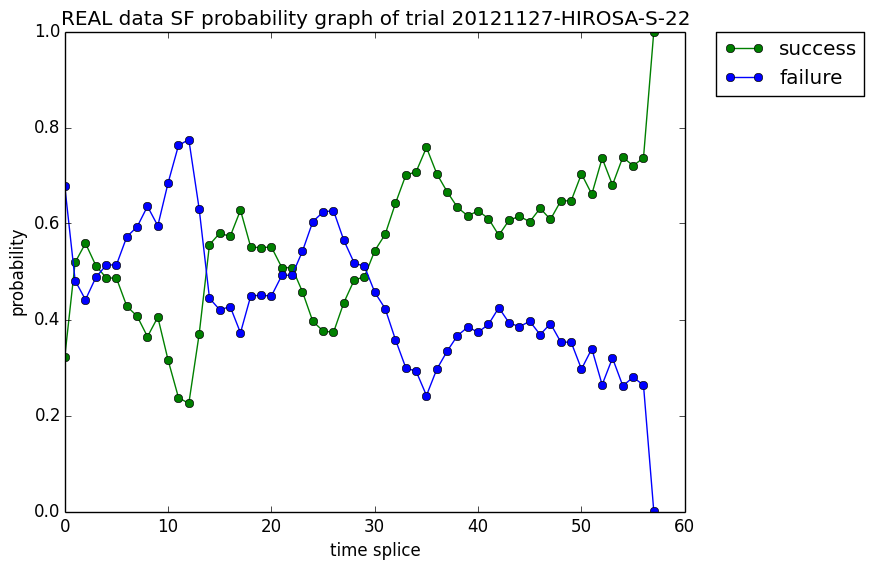 REAL data SF probability graph of trial 20121127-HIROSA-S-22
1.0
0.8
0.6
0.4
0.2
0.0
probability
0 10 20 30 40 50 60
time splice
success
failure